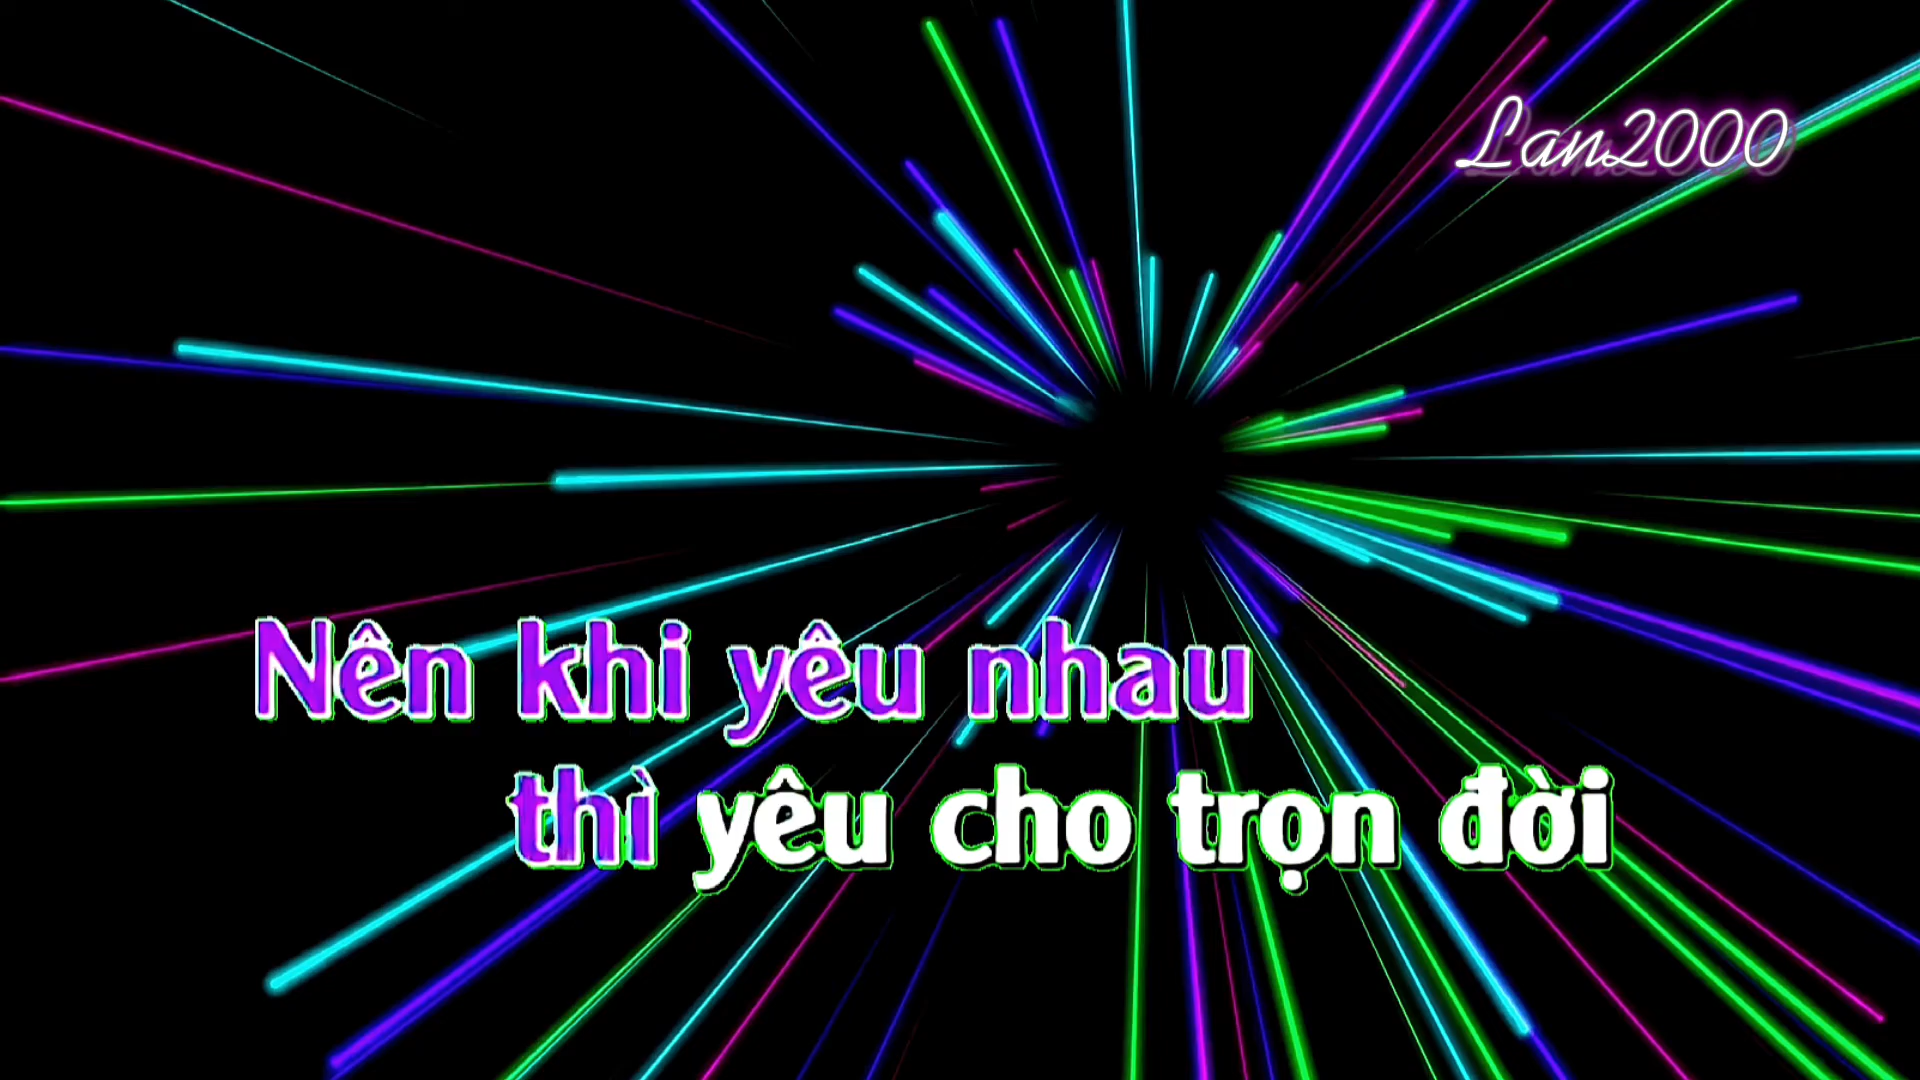 Lan2000
Nên khi yêu nhau
thì yêu cho trọn đời